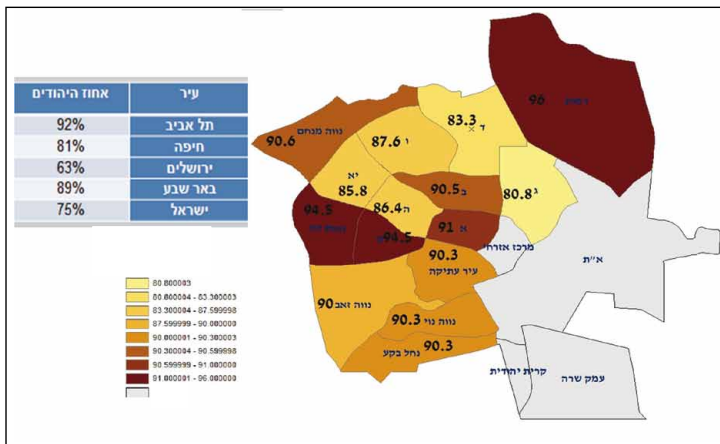 עיר אחוז היהודים
תל אביב 92%
חיפה 81%
ירושלים 63%
באר שבע 89%
ישראל 75%
96
ד 83.3
ו 87.6
נווה מנחם
90.6
יא
85.8
ב 90.5
ג 80.8
ה 86.4
94.5
94.5
א 91
מרכז אזרחי
א"ת
90.3
עיר עתיקה
נווה זאב 90
נווה נוי 90.3
90.3
נחל בקע
קרית יהודית
עמק שרה
80.800003
80.800004 - 83.300003
83.300004 - 87.599998
87.599999 - 90.000000
90.000001 - 90.300003
90.300004 - 90.599998
90.599999 - 91.000000
91.000001 - 96.000000